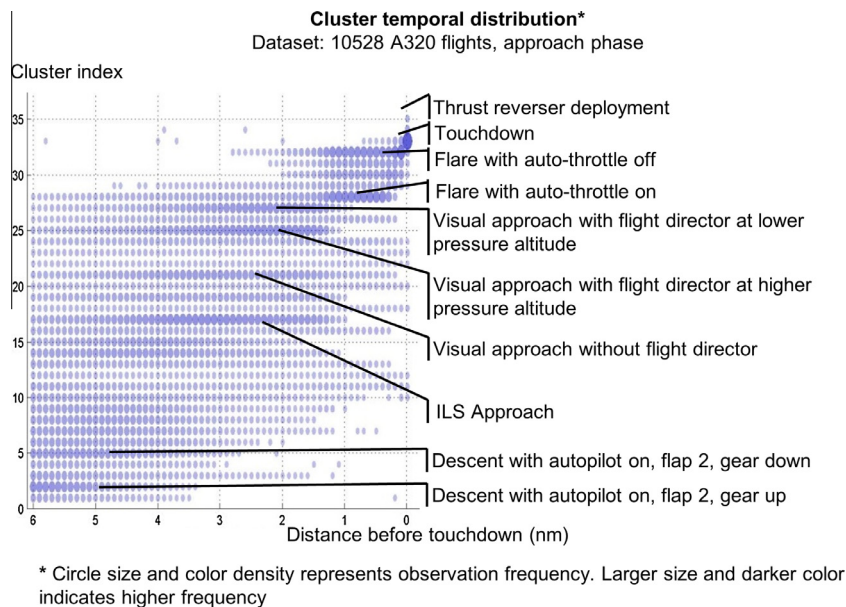 Cluster temporal distribution*
Dataset: 10528 A320 flights, approach phase
Cluster index
35
30
25
20
15
10
5
0
6 5 4 3 2 1 0
Distance before touchdown (nm)
Thrust reverser deployment
Touchdown
Flare with auto-throttle off
Flare with auto-throttle on
Visual approach with flight director at lower
pressure altitude
Visual approach with flight director at higher
pressure altitude
Visual approach without flight director
ILS Approach
Descent with autopilot on, flap 2, gear down
Descent with autopilot on, flap 2, gear up
* Circle size and color density represents observation frequency. Larger size and darker color
indicates higher frequency